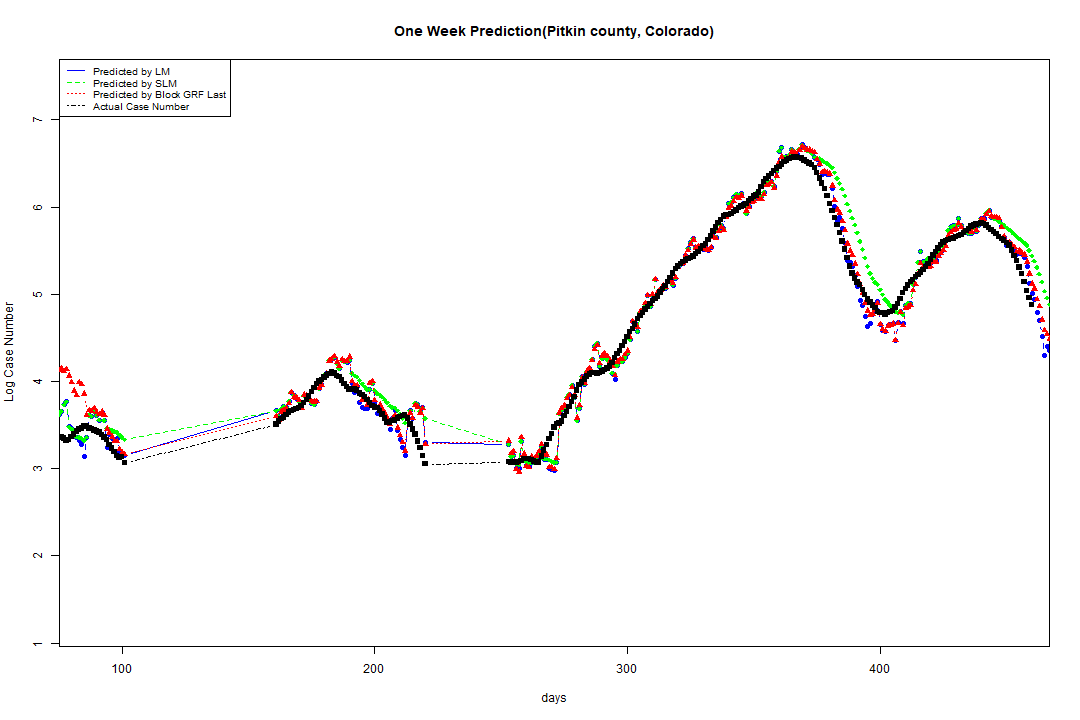 One Week Prediction(Pitkin county, Colorado)
Predicted by LM
Predicted by SLM
Predicted by Block GRF Last
Actual Case Number
7
6
5
4
3
2
1
Log Case Number
100 200 300 400
days